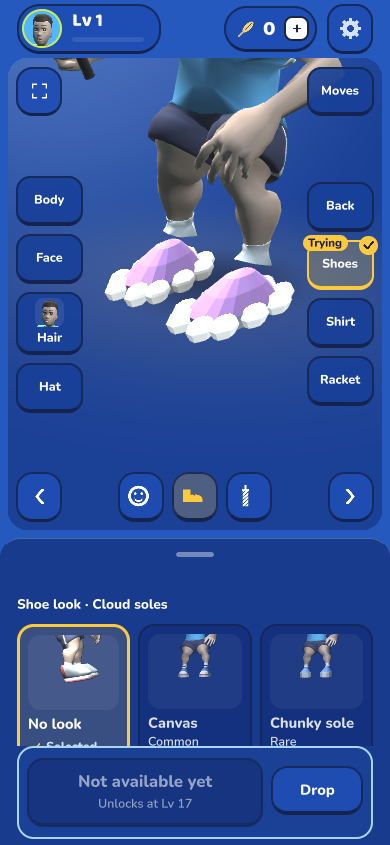 Lv 1
0
+
Moves
Body
Back
Face
Trying
Shoes
Hair
Shirt
Hat
Racket
Shoe look · Cloud soles
No look
✓ Selected
Canvas
Common
Chunky sole
Rare
Not available yet
Unlocks at Lv 17
Drop